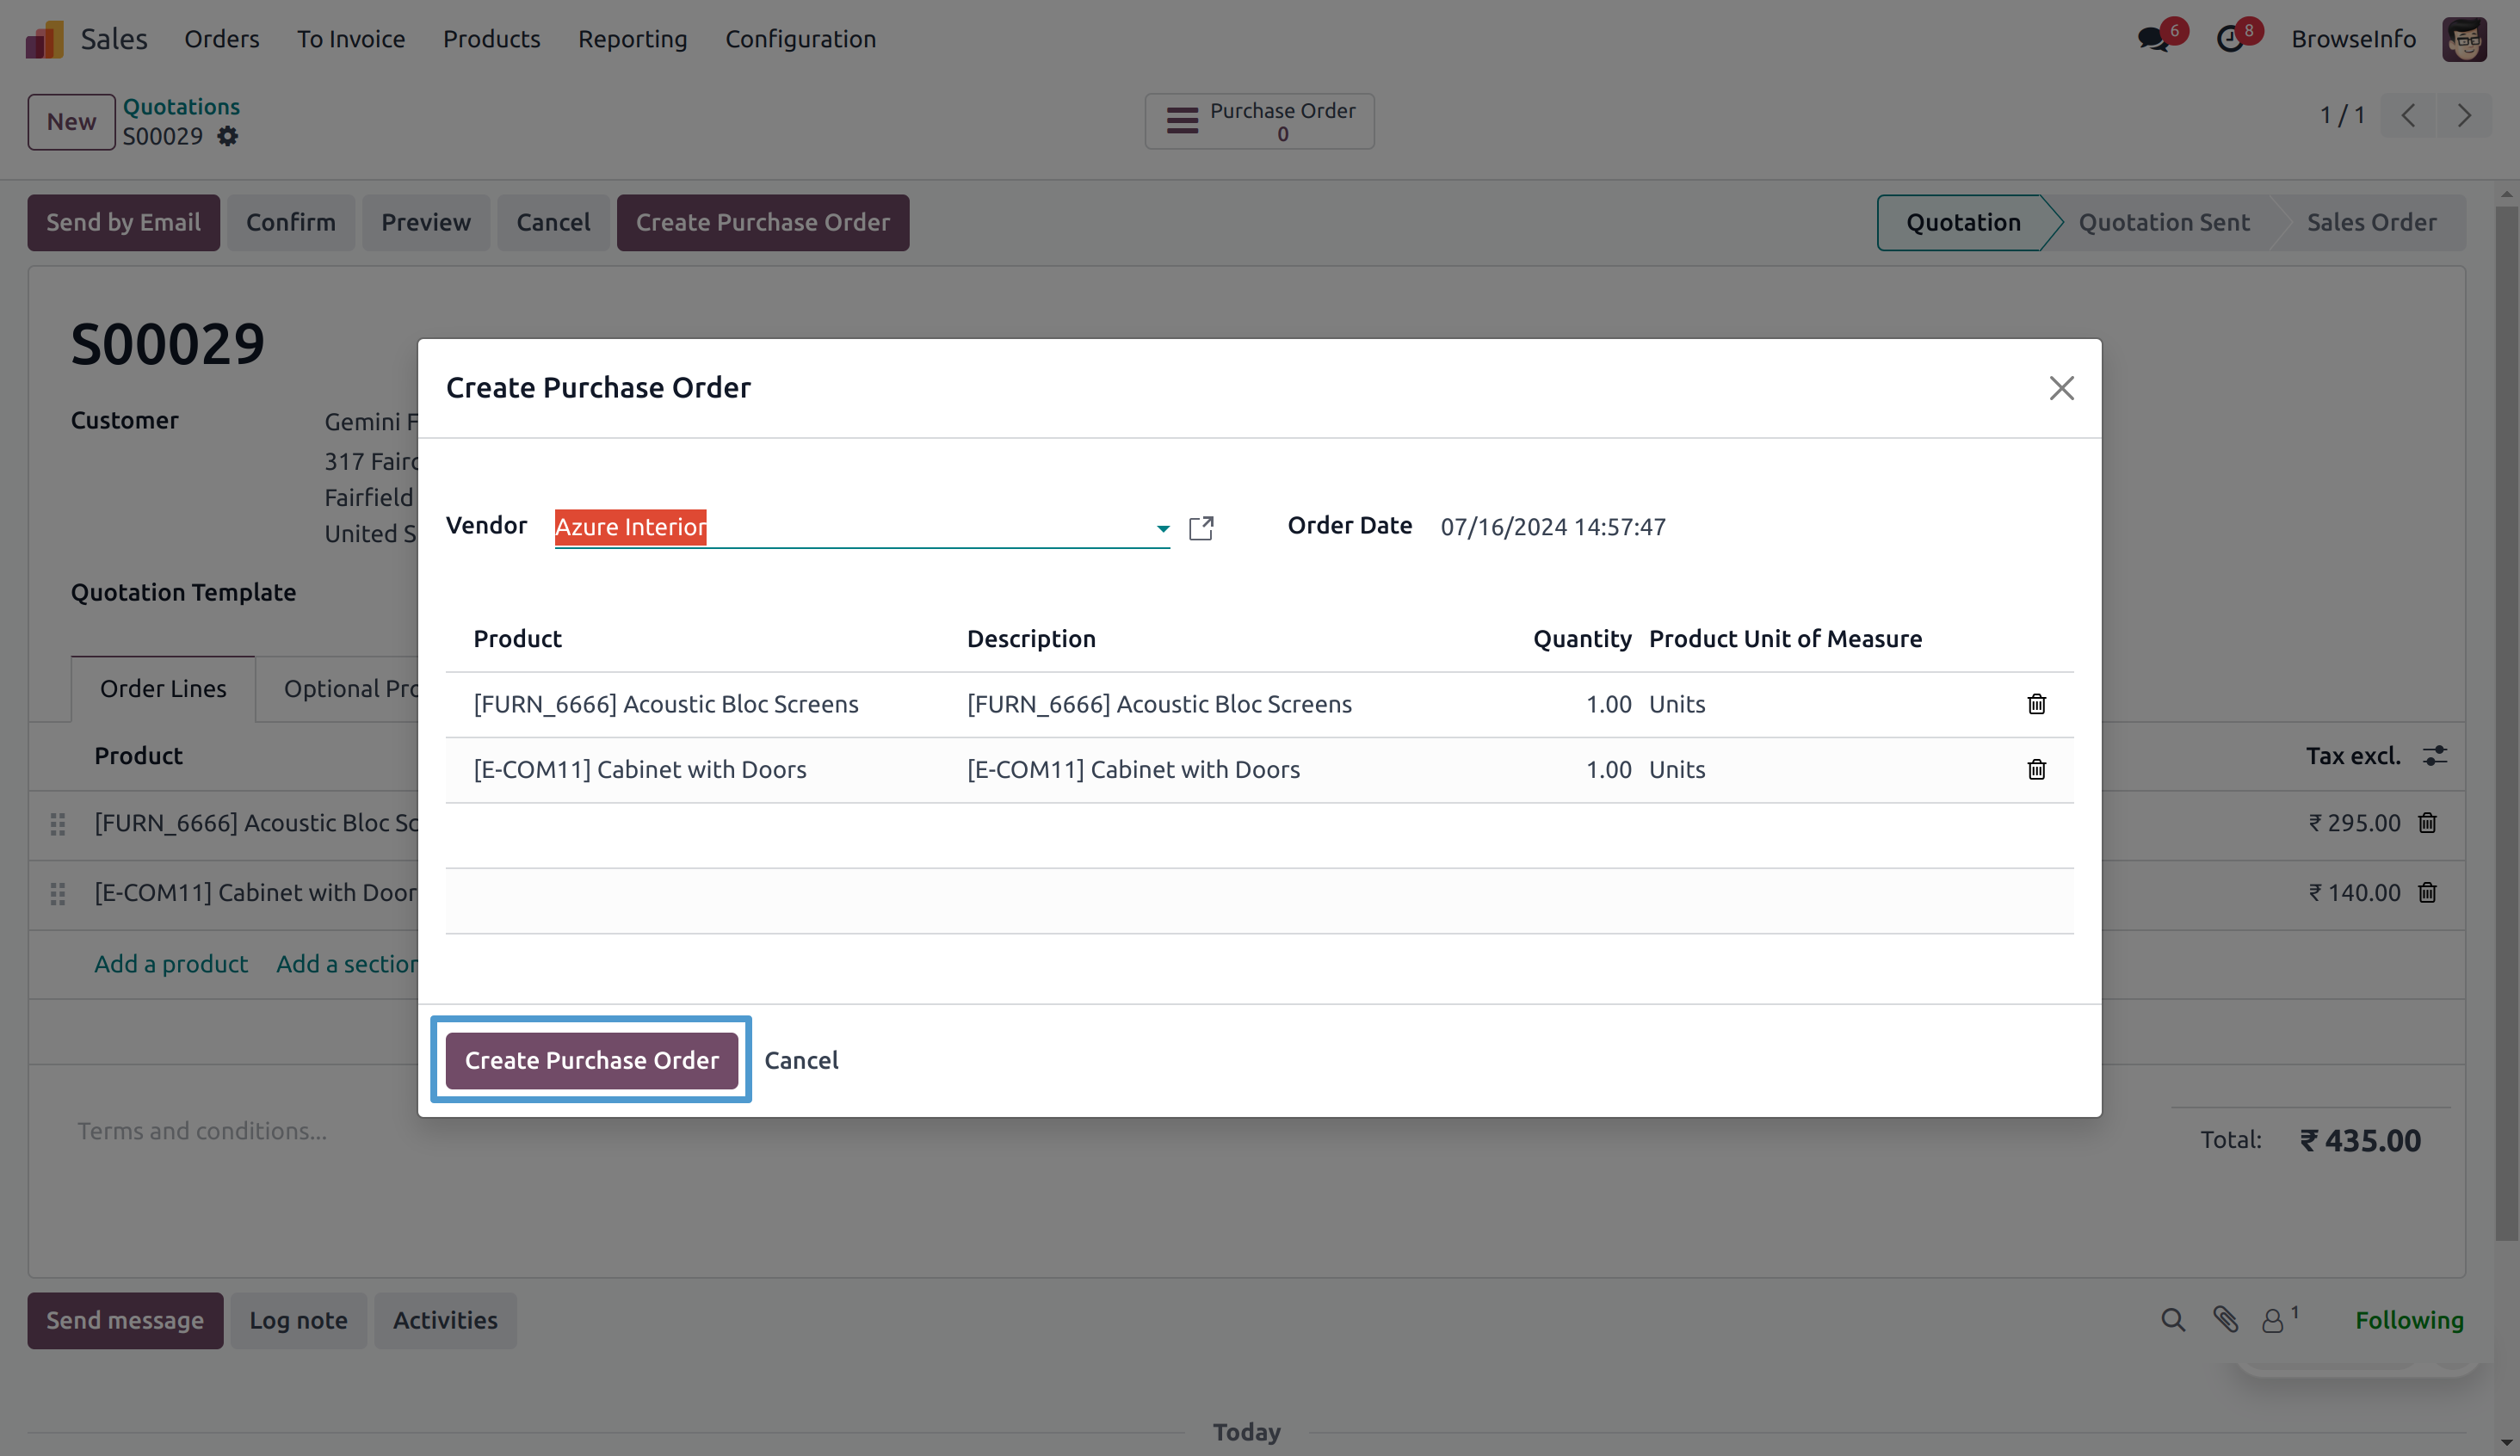 Sales Orders To Invoice Products Reporting Configuration 6 8 BrowseInfo
New Quotations
S00029
Purchase Order
0
1 / 1
Send by Email Confirm Preview Cancel Create Purchase Order Quotation Quotation Sent Sales Order
S00029
Customer Gemini
317
Fairfield
United
Quotation Template
Order Lines Optional
Product Tax excl.
[FURN_6666] Acoustic Bloc ₹ 295.00
[E-COM11] Cabinet with ₹ 140.00
Add a product Add a section
Terms and conditions...
Total: ₹ 435.00
Create Purchase Order
Vendor Azure Interior Order Date 07/16/2024 14:57:47
Product Description Quantity Product Unit of Measure
[FURN_6666] Acoustic Bloc Screens [FURN_6666] Acoustic Bloc Screens 1.00 Units
[E-COM11] Cabinet with Doors [E-COM11] Cabinet with Doors 1.00 Units
Create Purchase Order Cancel
Send message Log note Activities 1 Following
Today